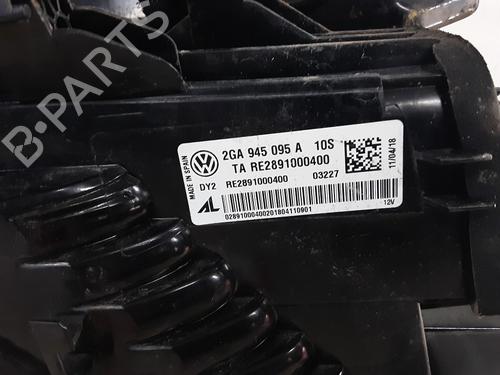 B-PARTS
MADE IN SPAIN
2GA 945 095 A 10S
TA RE2891000400
DY2 RE2891000400 03227
AL
0289100040020180411090​1
12V
11/04/18